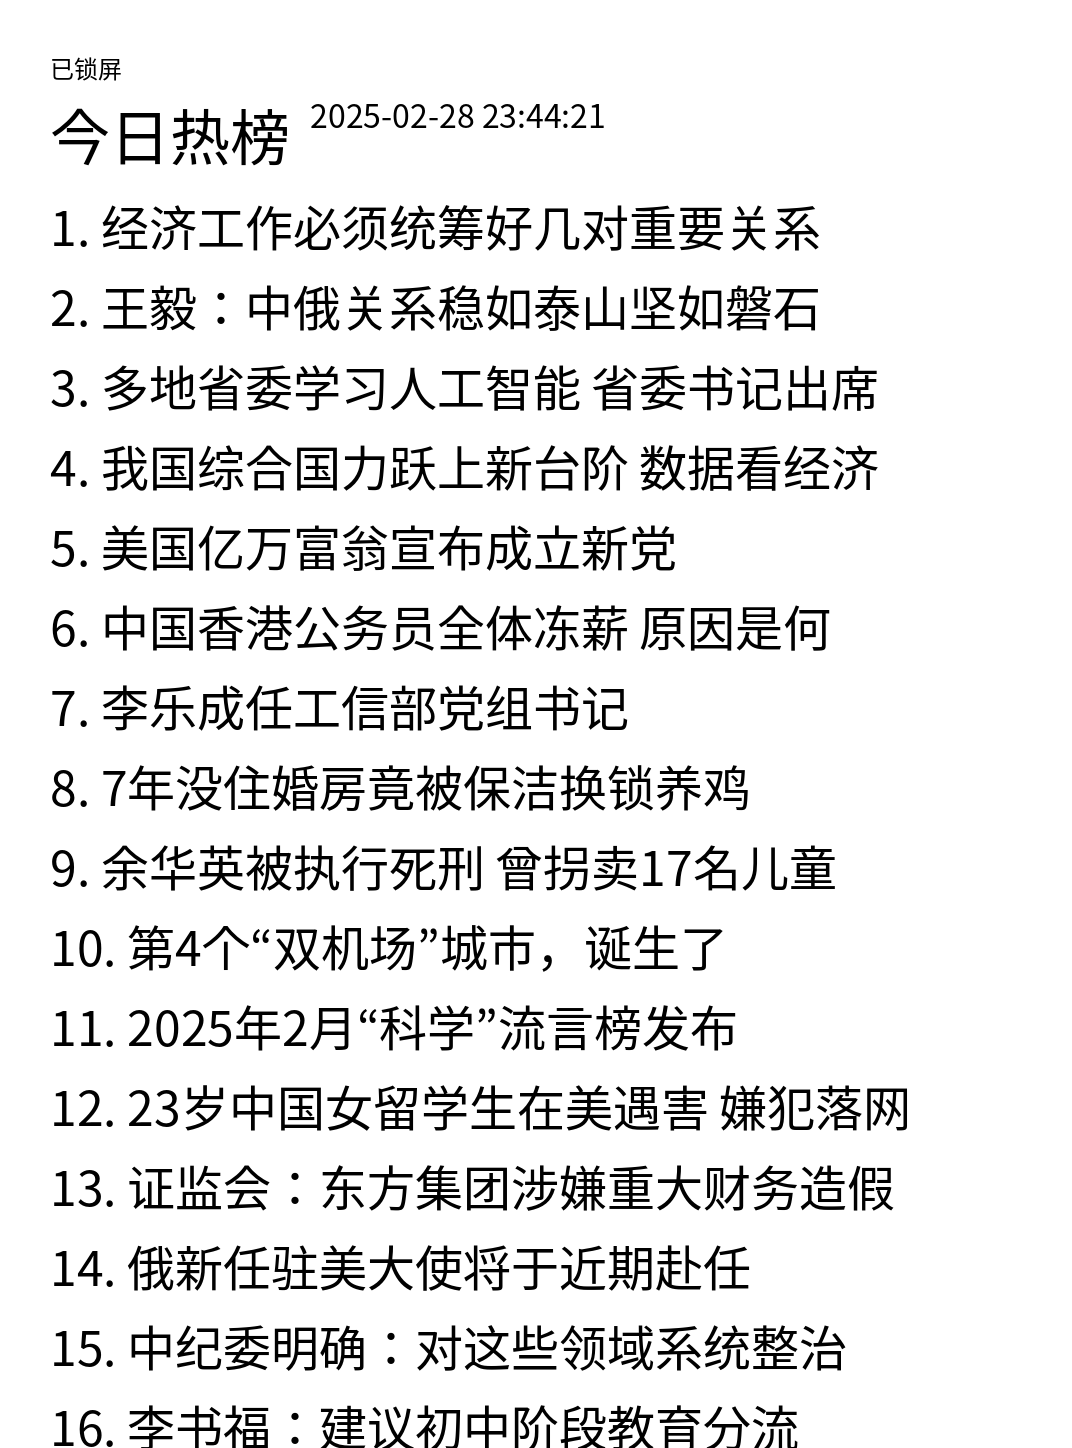 已锁屏
今日热榜 2025-02-28 23:44:21
1. 经济工作必须统筹好几对重要关系
2. 王毅：中俄关系稳如泰山坚如磐石
3. 多地省委学习人工智能 省委书记出席
4. 我国综合国力跃上新台阶 数据看经济
5. 美国亿万富翁宣布成立新党
6. 中国香港公务员全体冻薪 原因是何
7. 李乐成任工信部党组书记
8. 7年没住婚房竟被保洁换锁养鸡
9. 余华英被执行死刑 曾拐卖17名儿童
10. 第4个“双机场”城市，诞生了
11. 2025年2月“科学”流言榜发布
12. 23岁中国女留学生在美遇害 嫌犯落网
13. 证监会：东方集团涉嫌重大财务造假
14. 俄新任驻美大使将于近期赴任
15. 中纪委明确：对这些领域系统整治
16. 李书福：建议初中阶段教育分流